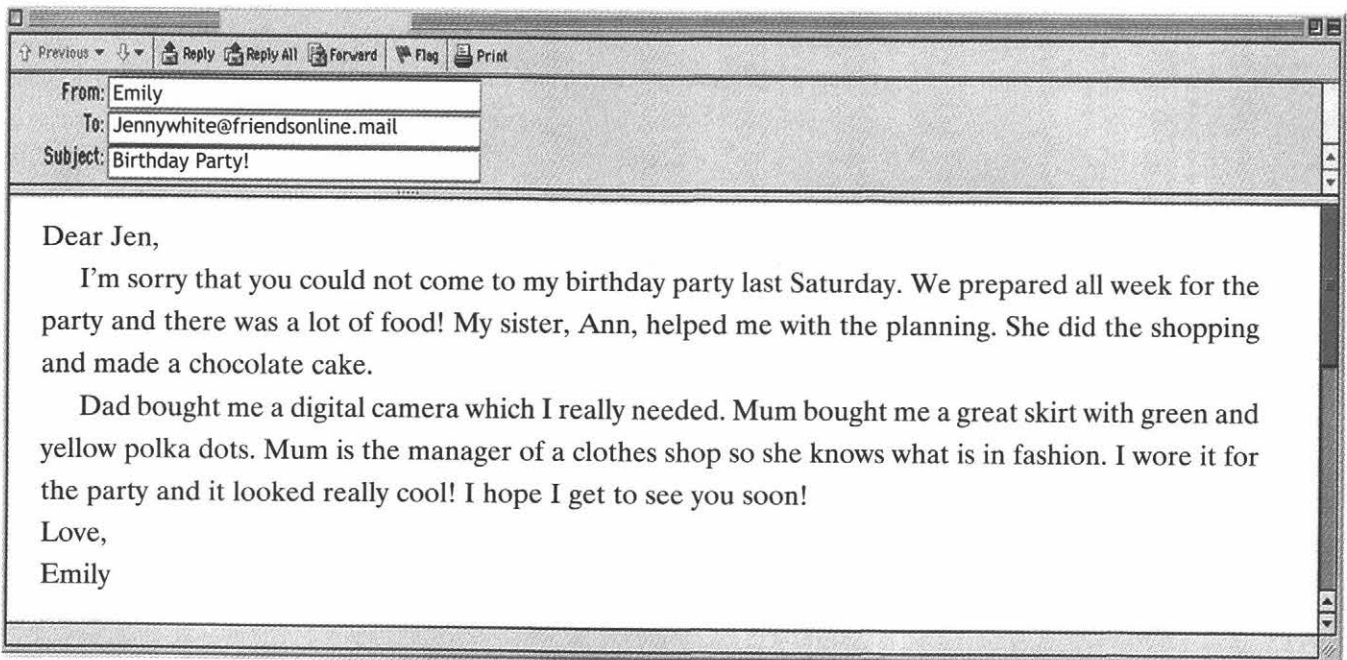 Previous Reply Reply All Forward Flag Print
From: Emily
To: Jennywhite@friendsonline.mail
Subject: Birthday Party!
Dear Jen,
I'm sorry that you could not come to my birthday party last Saturday. We prepared all week for the
party and there was a lot of food! My sister, Ann, helped me with the planning. She did the shopping
and made a chocolate cake.
Dad bought me a digital camera which I really needed. Mum bought me a great skirt with green and
yellow polka dots. Mum is the manager of a clothes shop so she knows what is in fashion. I wore it for
the party and it looked really cool! I hope I get to see you soon!
Love,
Emily